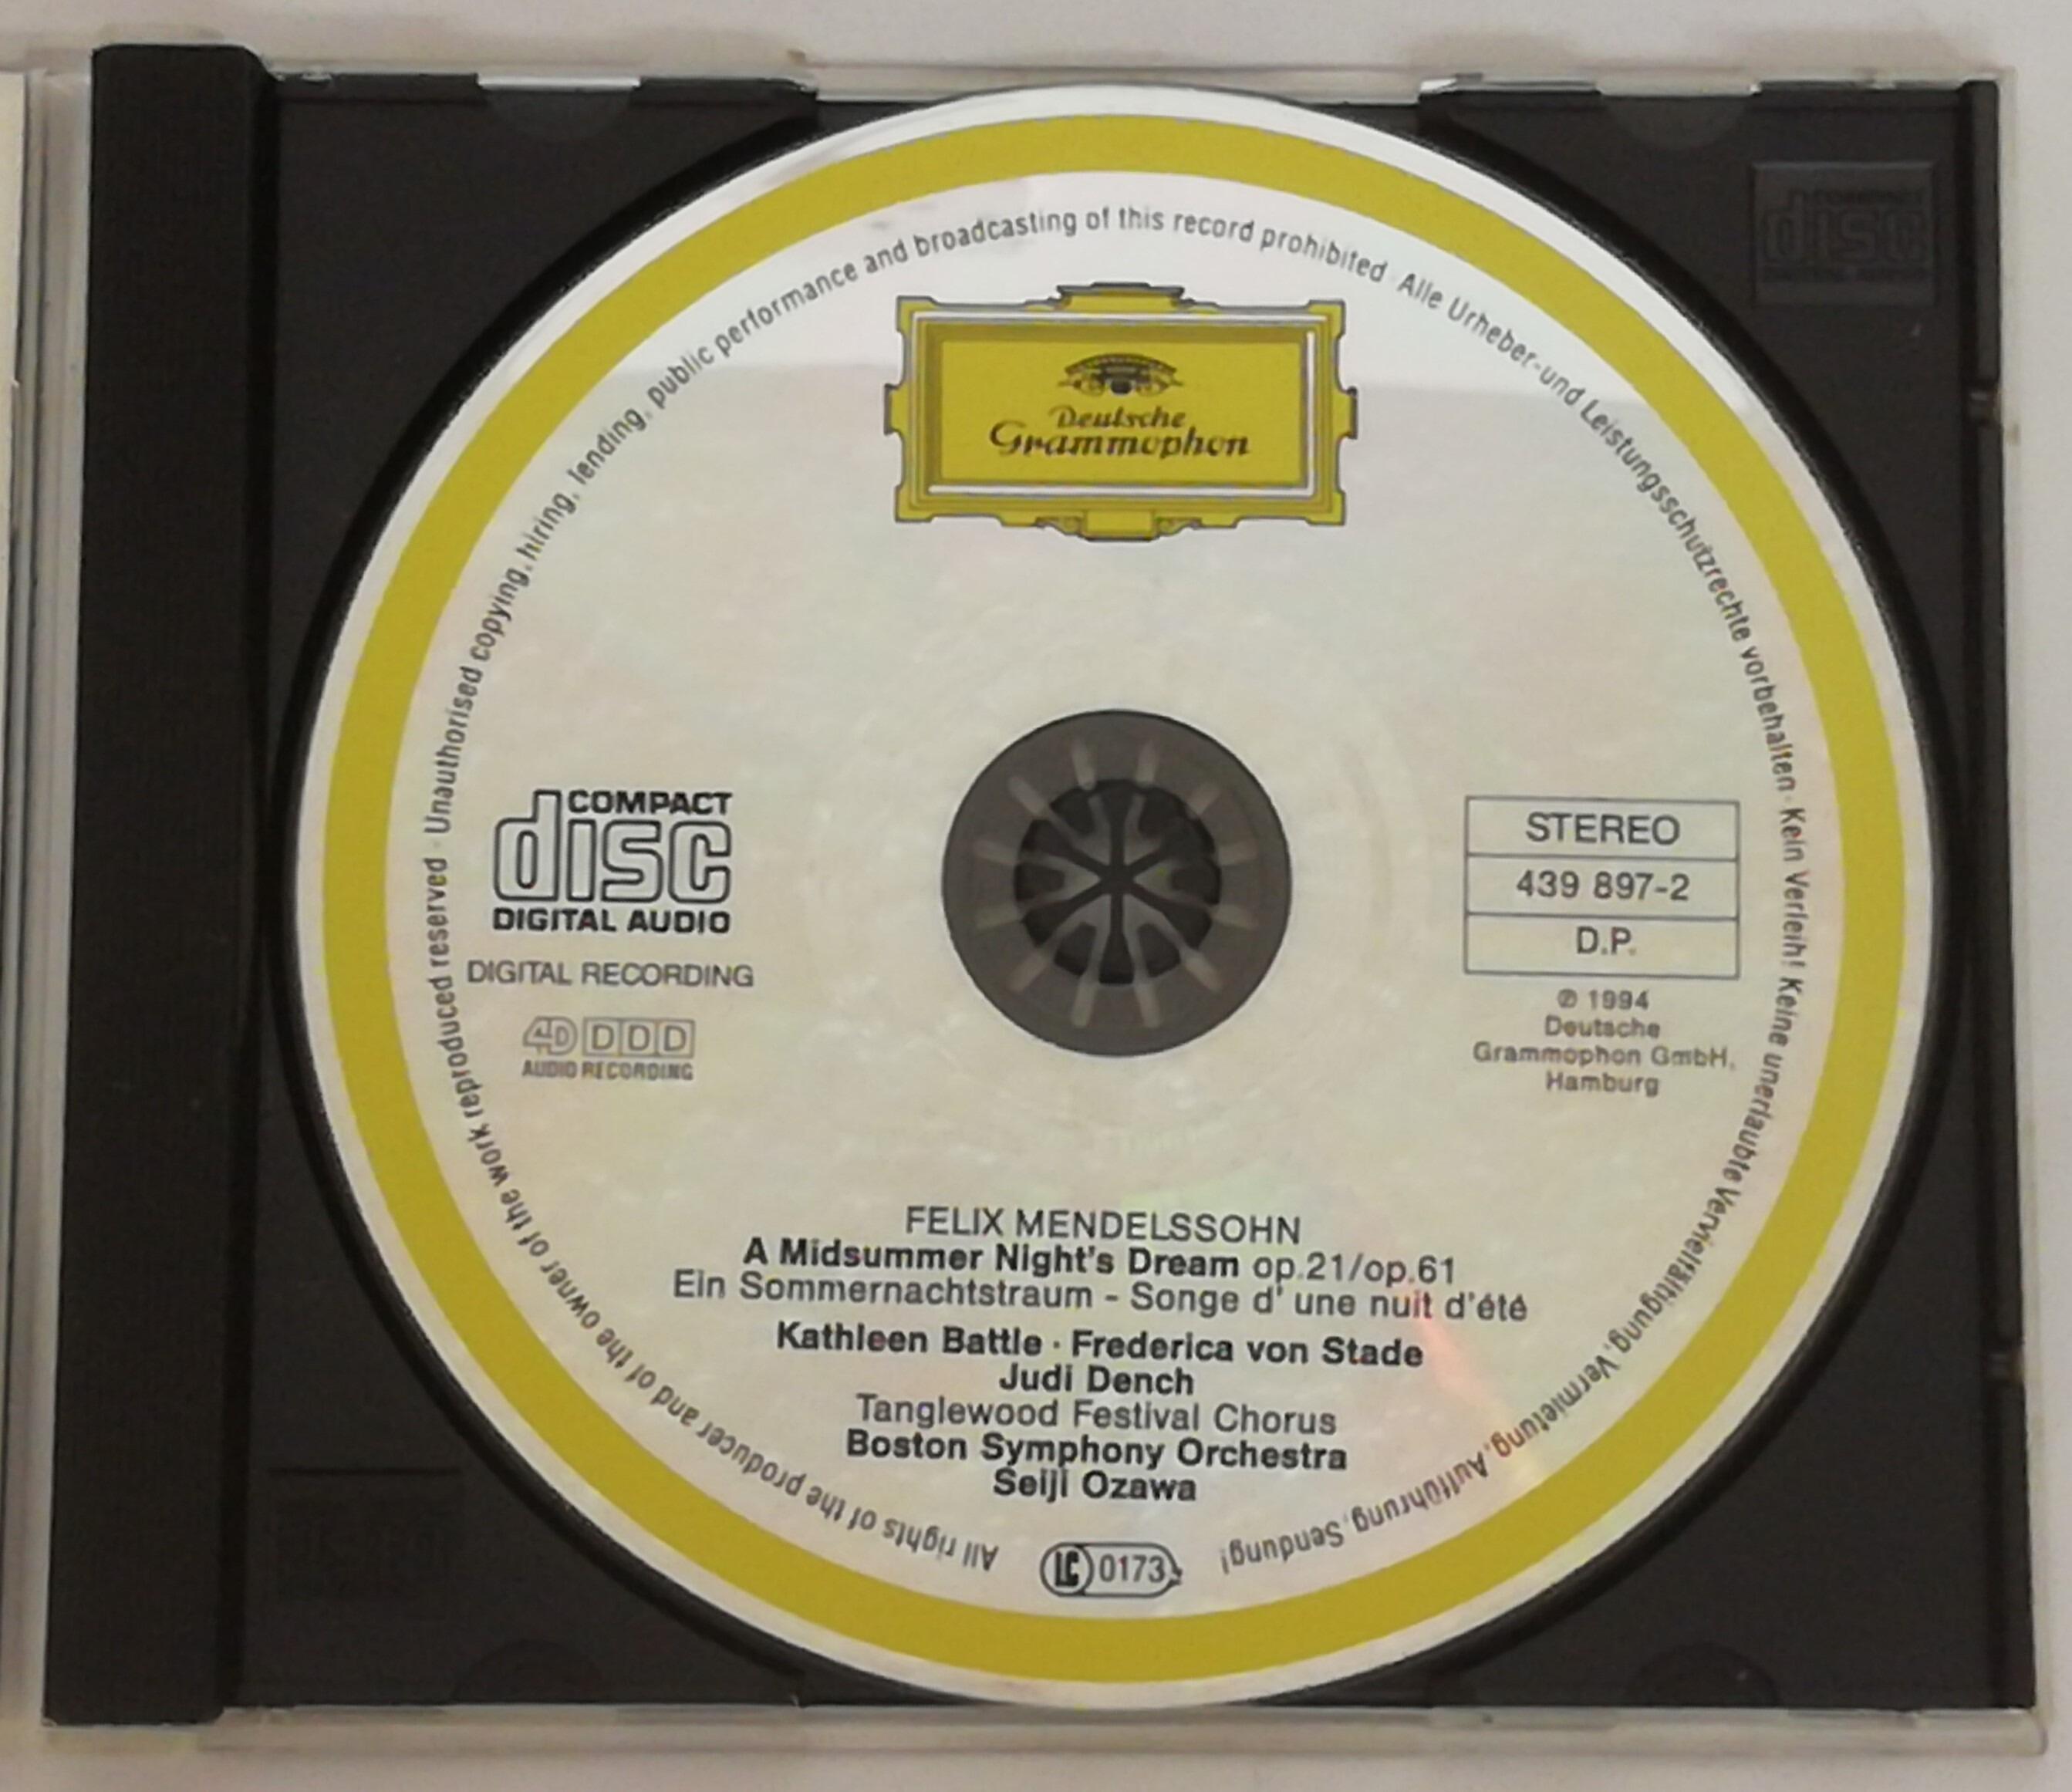 All rights of the producer and of the owner of the work reproduced reserved · Unauthorised copying, hiring, lending, public performance and broadcasting of this record prohibited · Alle Urheber-und Leistungsschutzrechte vorbehalten · Kein Verleih! Keine unerlaubte Vervielfältigung, Vermietung, Aufführung, Sendung!
Deutsche
Grammophon
COMPACT
disc
DIGITAL AUDIO
DIGITAL RECORDING
4D DDD
AUDIO RECORDING
STEREO
439 897-2
D.P.
℗ 1994
Deutsche
Grammophon GmbH,
Hamburg
FELIX MENDELSSOHN
A Midsummer Night's Dream op.21/op.61
Ein Sommernachtstraum - Songe d' une nuit d'été
Kathleen Battle · Frederica von Stade
Judi Dench
Tanglewood Festival Chorus
Boston Symphony Orchestra
Seiji Ozawa
LC 0173
COMPACT
disc
DIGITAL AUDIO